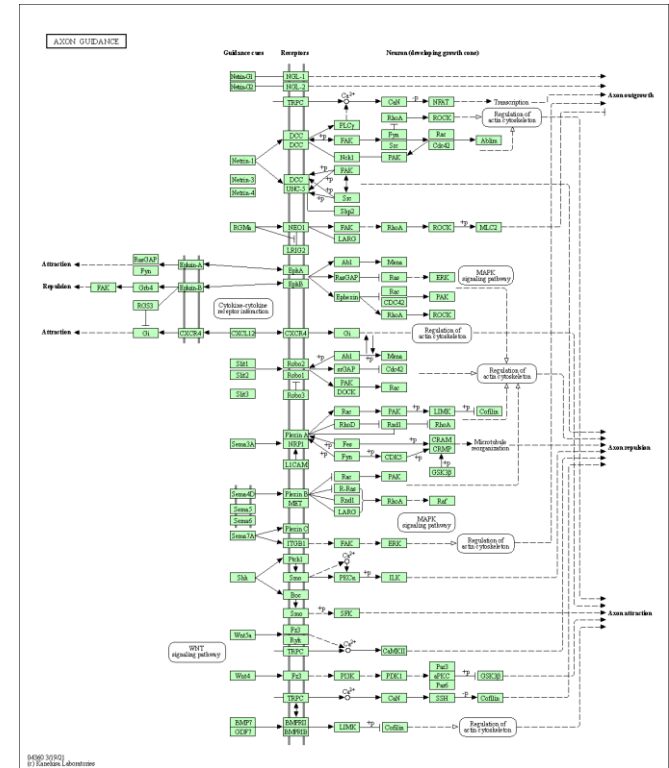 AXON GUIDANCE
Guidance cues Receptors Neuron (developing growth cone)
Netrin-G1 NGL-1
Netrin-G2 NGL-2
Axon outgrowth
TRPC Ca2+ CaN -p NFAT Transcription
PLCγ RhoA ROCK Regulation of actin cytoskeleton
DCC +p FAK Fyn Rac
DCC Src Cdc42 Ablim
Nck1 PAK
Netrin-1
+p FAK
Netrin-3 DCC +p
Netrin-4 UNC-5 +p Src
Shp2
RGMa NEO1 FAK RhoA ROCK +p MLC2
LARG
LRIG2
Attraction RasGAP Ephrin-A EphA Abl Mena
Fyn MAPK signaling pathway
Repulsion FAK Grb4 Ephrin-B EphB RasGAP Ras ERK
RGS3 Cytokine-cytokine receptor interaction Ephexin Rac PAK
CDC42
RhoA ROCK
Attraction Gi CXCR4 CXCL12 CXCR4 Gi Regulation of actin cytoskeleton
+p +p
Slit1 Robo2 +p Abl Mena
Slit2 Robo1 srGAP Cdc42 Regulation of actin cytoskeleton
PAK
Slit3 Robo3 DOCK Rac
Rac PAK +p LIMK +p Cofilin
RhoD Rnd1 RhoA
Plexin A
Sema3A NRP1 Fes +p CRAM Microtubule reorganization
Fyn +p CDK5 +p CRMP
L1CAM +p
GSK3β
Rac PAK
Sema4D Plexin B R-Ras
MET Rnd1 RhoA Raf
Sema5 LARG
Sema6 MAPK signaling pathway
Sema7A Plexin C
ITGB1 FAK ERK Regulation of actin cytoskeleton
Axon repulsion
Ptch1 Ca2+
Shh Smo PKCα +p ILK
Boc
Smo +p SFK
Axon attraction
Wnt5a Fz3
Ryk Ca2+
WNT signaling pathway TRPC CaMKII
Par3
Wnt4 Fz3 PI3K PDK1 aPKC +p GSK3β
Par6
TRPC Ca2+ CaN SSH -p Cofilin
BMP7 BMPRII LIMK +p Cofilin Regulation of actin cytoskeleton
GDF7 BMPRIB
04360 3/19/21
(c) Kanehisa Laboratories